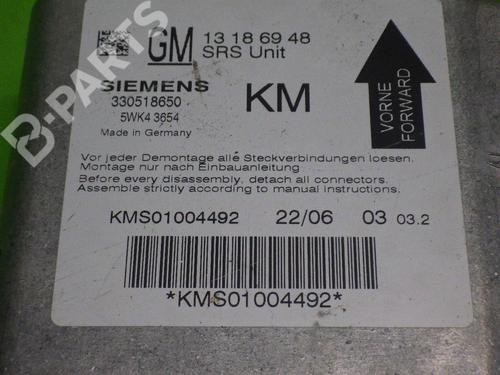 GM 13 18 69 48
SRS Unit
SIEMENS
330518650
5WK4 3654
Made in Germany
KM
VORNE
FORWARD
Vor jeder Demontage alle Steckverbindungen loesen.
Montage nur nach Einbauanleitung
Before every disassembly, detach all connectors.
Assemble strictly according to manual instructions.
KMS01004492 22/06 03 03.2
*KMS01004492*
B-PARTS